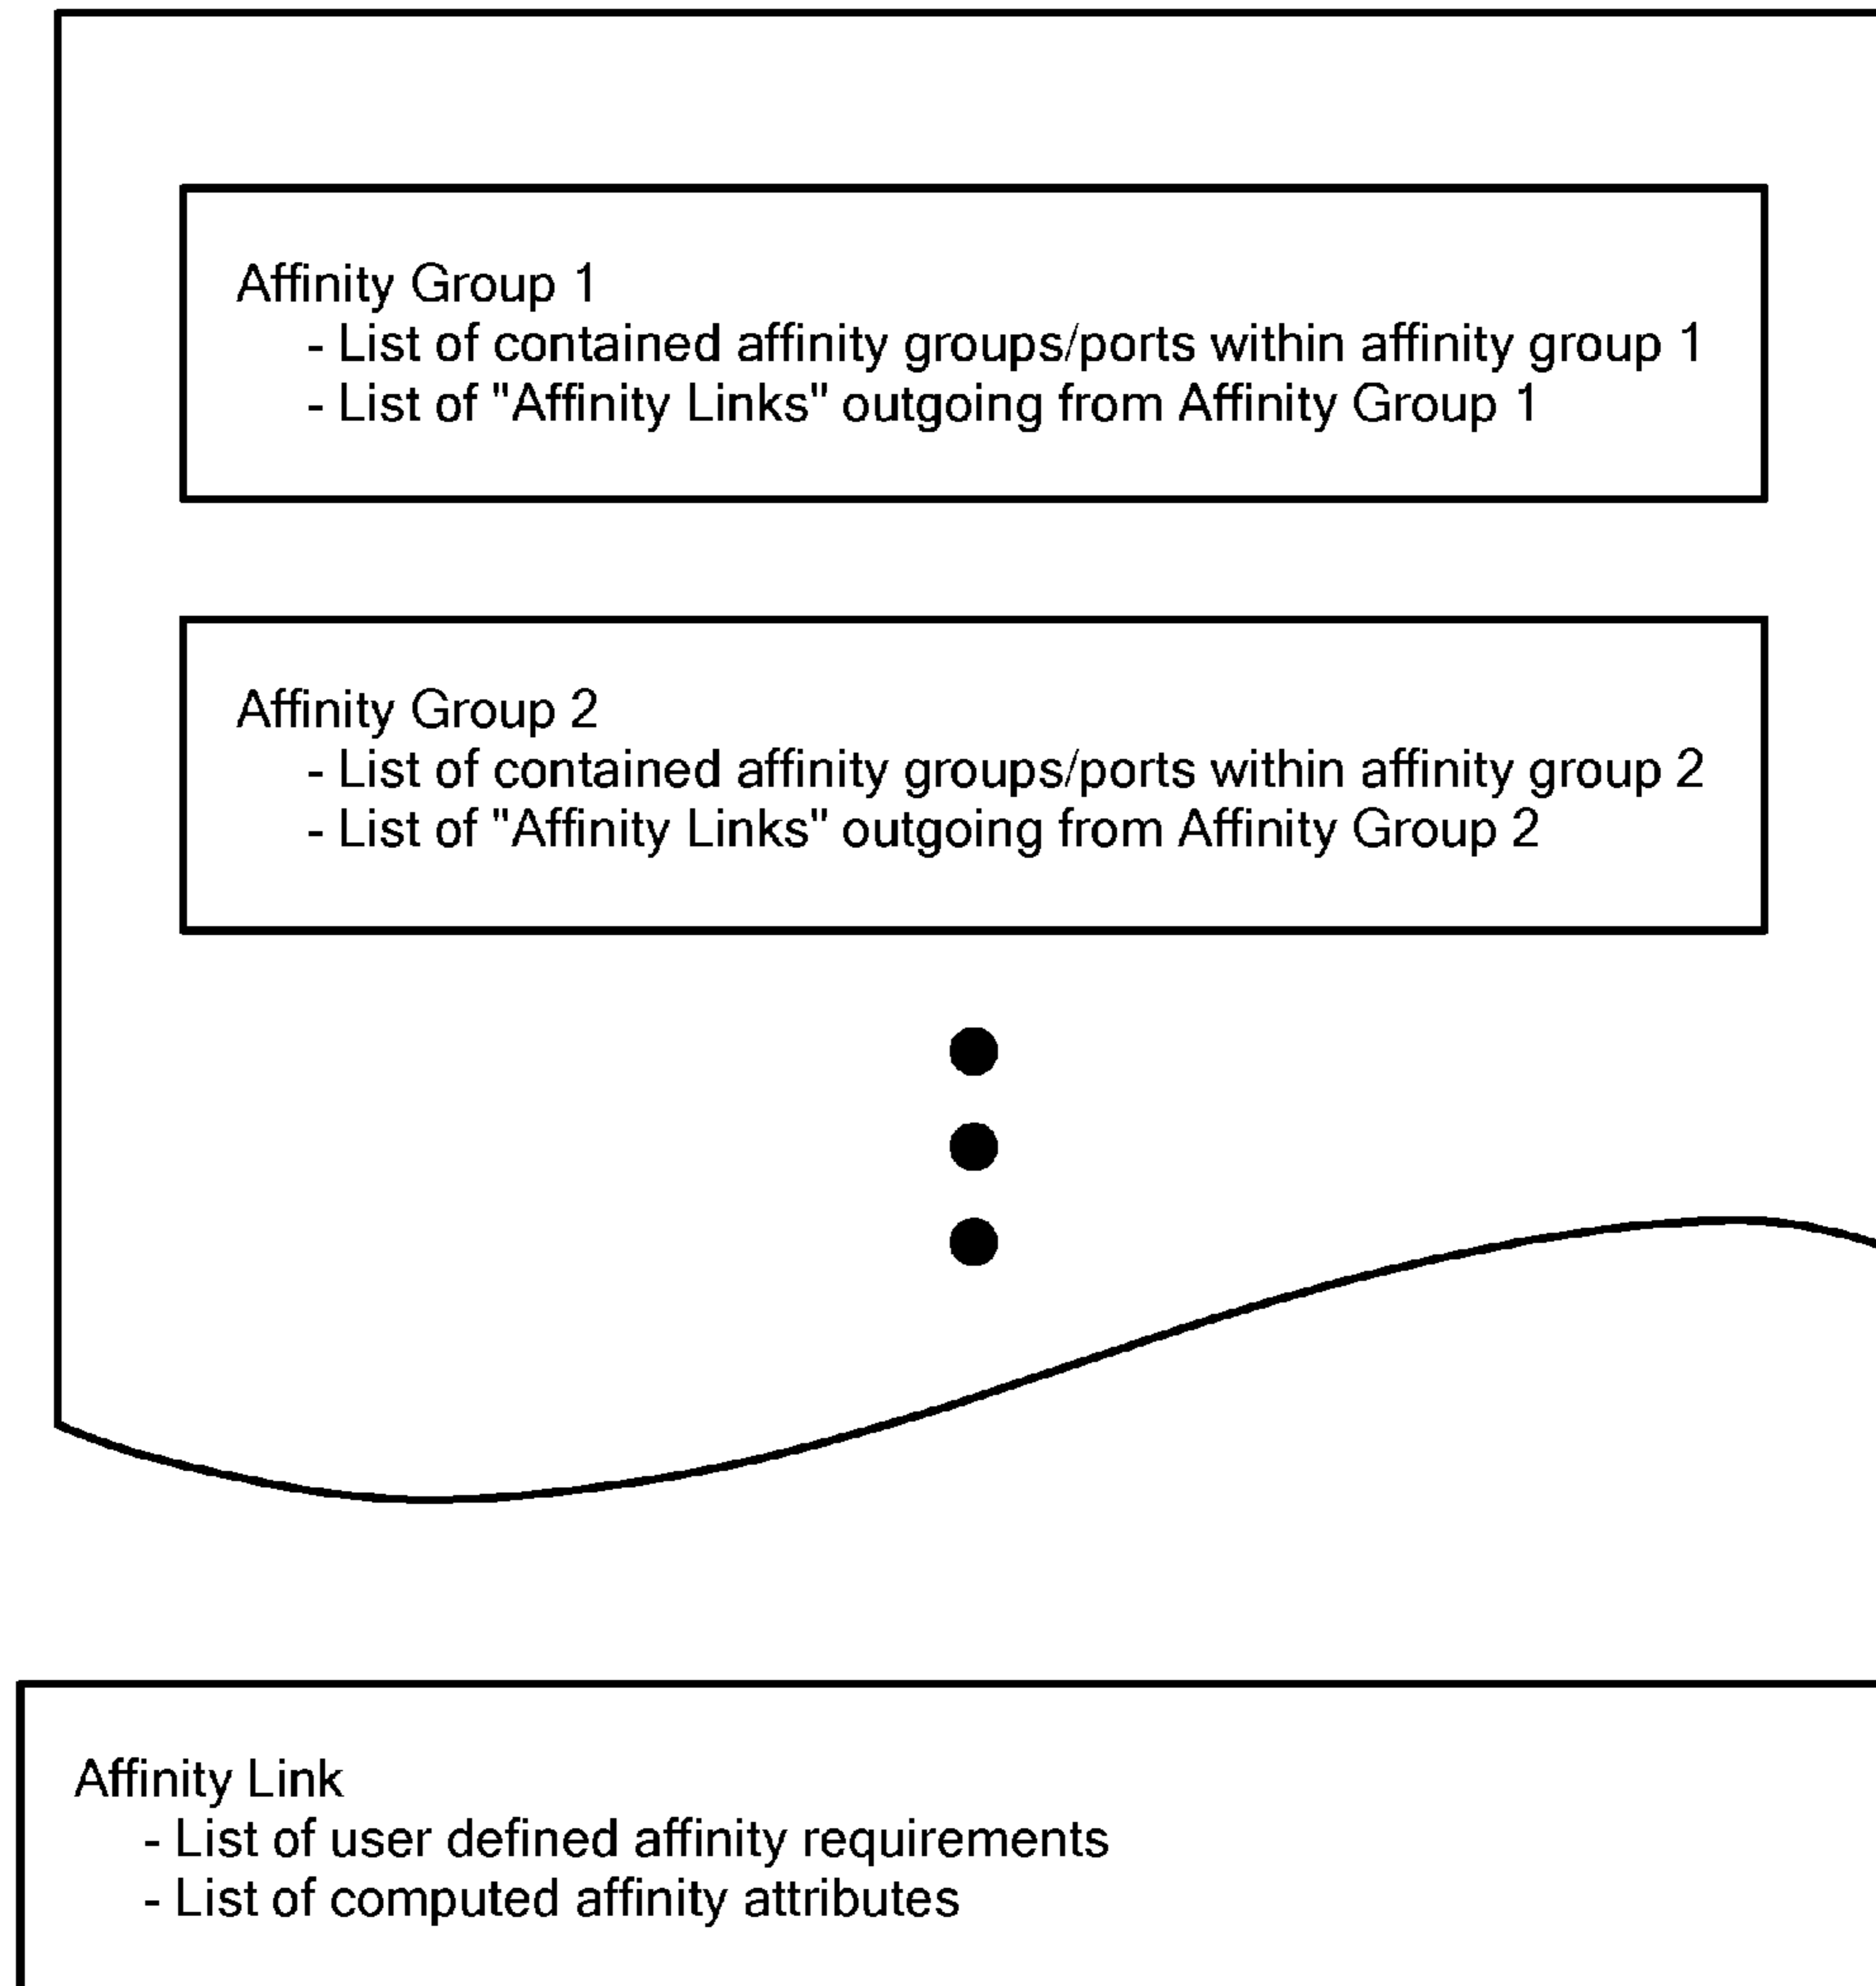 Affinity Group 1
- List of contained affinity groups/ports within affinity group 1
- List of "Affinity Links" outgoing from Affinity Group 1
Affinity Group 2
- List of contained affinity groups/ports within affinity group 2
- List of "Affinity Links" outgoing from Affinity Group 2
Affinity Link
- List of user defined affinity requirements
- List of computed affinity attributes